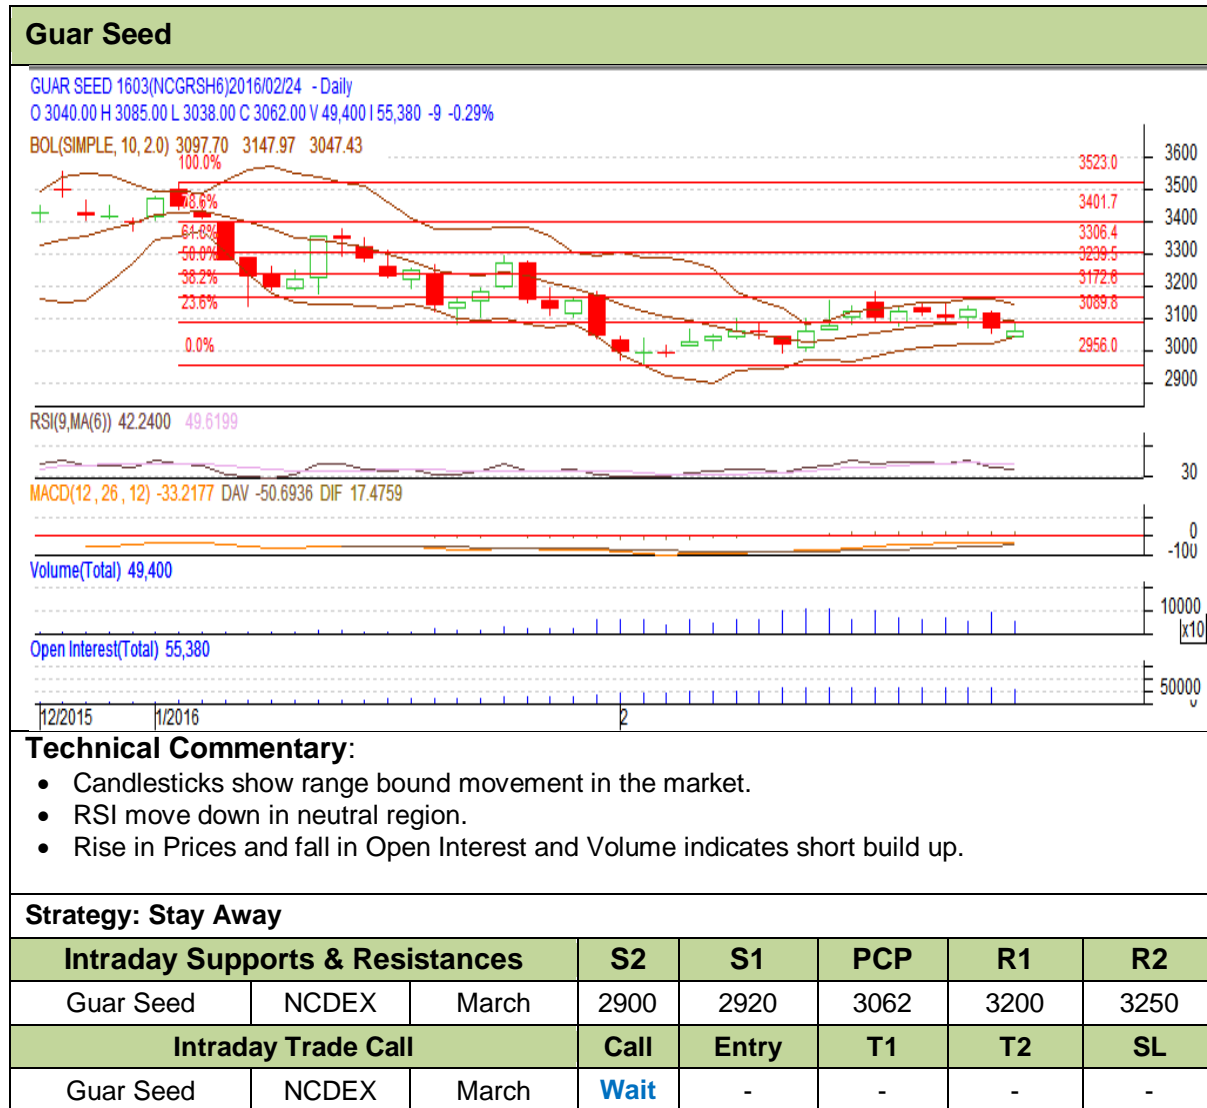 Guar Seed
GUAR SEED 1603(NCGRSH6)2016/02/24 - Daily
O 3040.00 H 3085.00 L 3038.00 C 3062.00 V 49,400 I 55,380 -9 -0.29%
BOL(SIMPLE, 10, 2.0) 3097.70 3147.97 3047.43
3600
100.0% 3523.0
3500
3401.7
3400
61.8% 3306.4
3300
50.0% 3239.5
3200
38.2% 3172.6
23.6% 3089.8
3100
3000
0.0% 2956.0
2900
RSI(9,MA(6)) 42.2400 49.6199
30
MACD(12 , 26 , 12) -33.2177 DAV -50.6936 DIF 17.4759
0
-100
Volume(Total) 49,400
10000
x10
Open Interest(Total) 55,380
50000
0
12/2015 1/2016 2
Technical Commentary:
• Candlesticks show range bound movement in the market.
• RSI move down in neutral region.
• Rise in Prices and fall in Open Interest and Volume indicates short build up.
Strategy: Stay Away
Intraday Supports & Resistances S2 S1 PCP R1 R2
Guar Seed NCDEX March 2900 2920 3062 3200 3250
Intraday Trade Call Call Entry T1 T2 SL
Guar Seed NCDEX March Wait - - - -